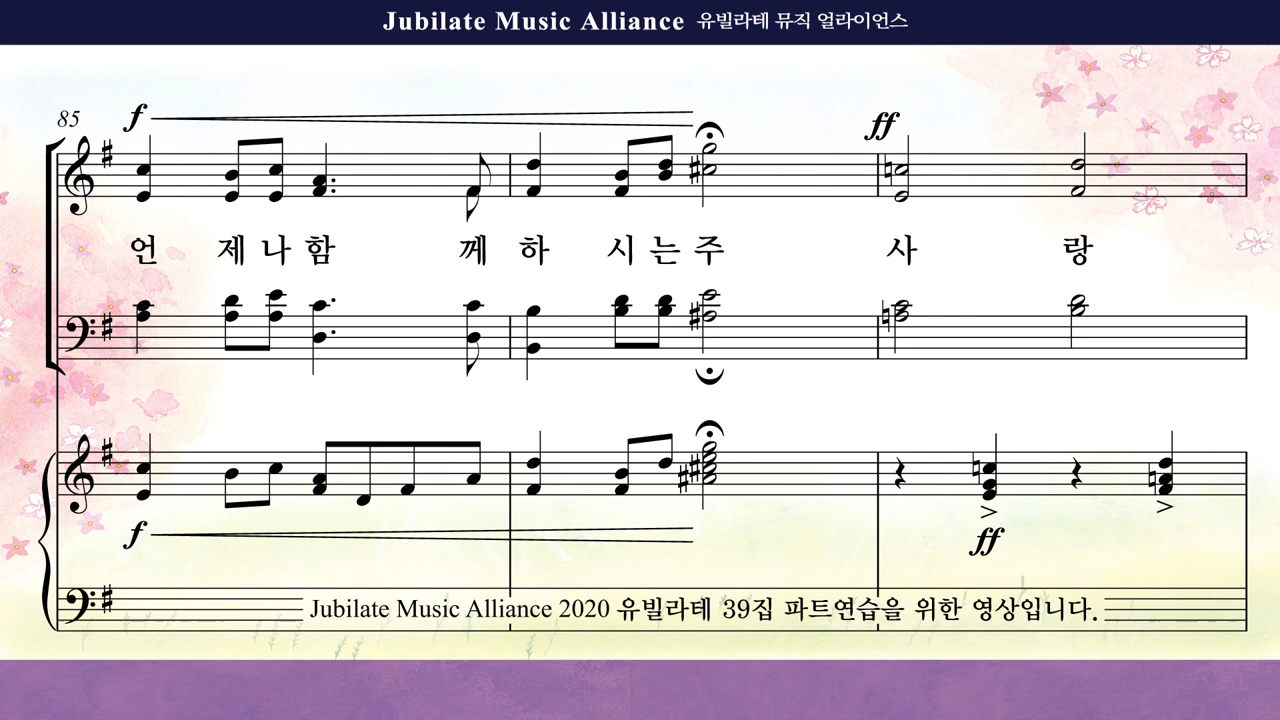 Jubilate Music Alliance 유빌라테 뮤직 얼라이언스
85
f
ff
언 제 나 함 께 하 시 는 주 사 랑
f
ff
Jubilate Music Alliance 2020 유빌라테 39집 파트연습을 위한 영상입니다.